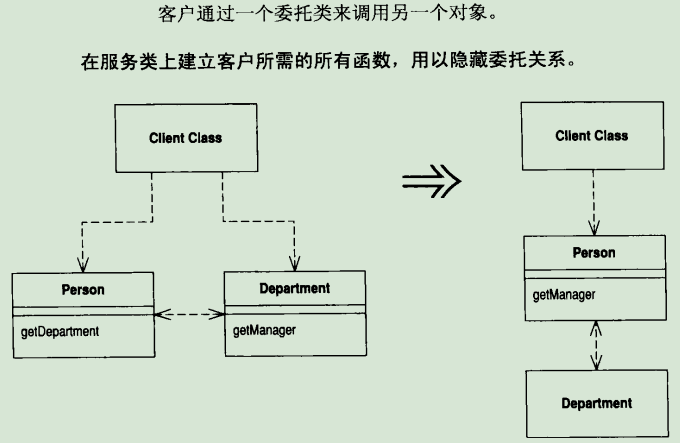 客户通过一个委托类来调用另一个对象。
在服务类上建立客户所需的所有函数，用以隐藏委托关系。
Client Class
Person
getDepartment
Department
getManager
Client Class
Person
getManager
Department